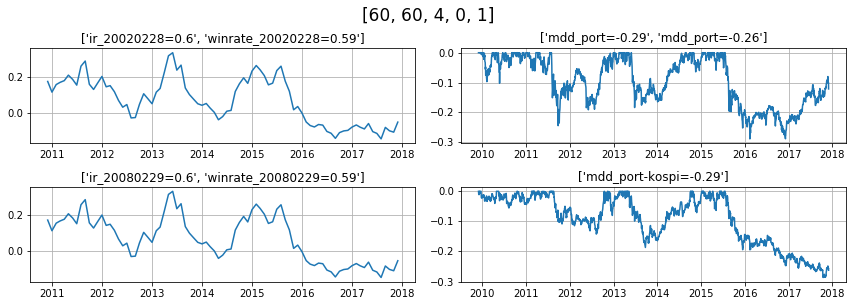 [60, 60, 4, 0, 1]
['ir_20020228=0.6', 'winrate_20020228=0.59']
0.2
0.0
2011 2012 2013 2014 2015 2016 2017 2018
['mdd_port=-0.29', 'mdd_port=-0.26']
0.0
−0.1
−0.2
−0.3
2010 2011 2012 2013 2014 2015 2016 2017 2018
['ir_20080229=0.6', 'winrate_20080229=0.59']
0.2
0.0
2011 2012 2013 2014 2015 2016 2017 2018
['mdd_port-kospi=-0.29']
0.0
−0.1
−0.2
−0.3
2010 2011 2012 2013 2014 2015 2016 2017 2018